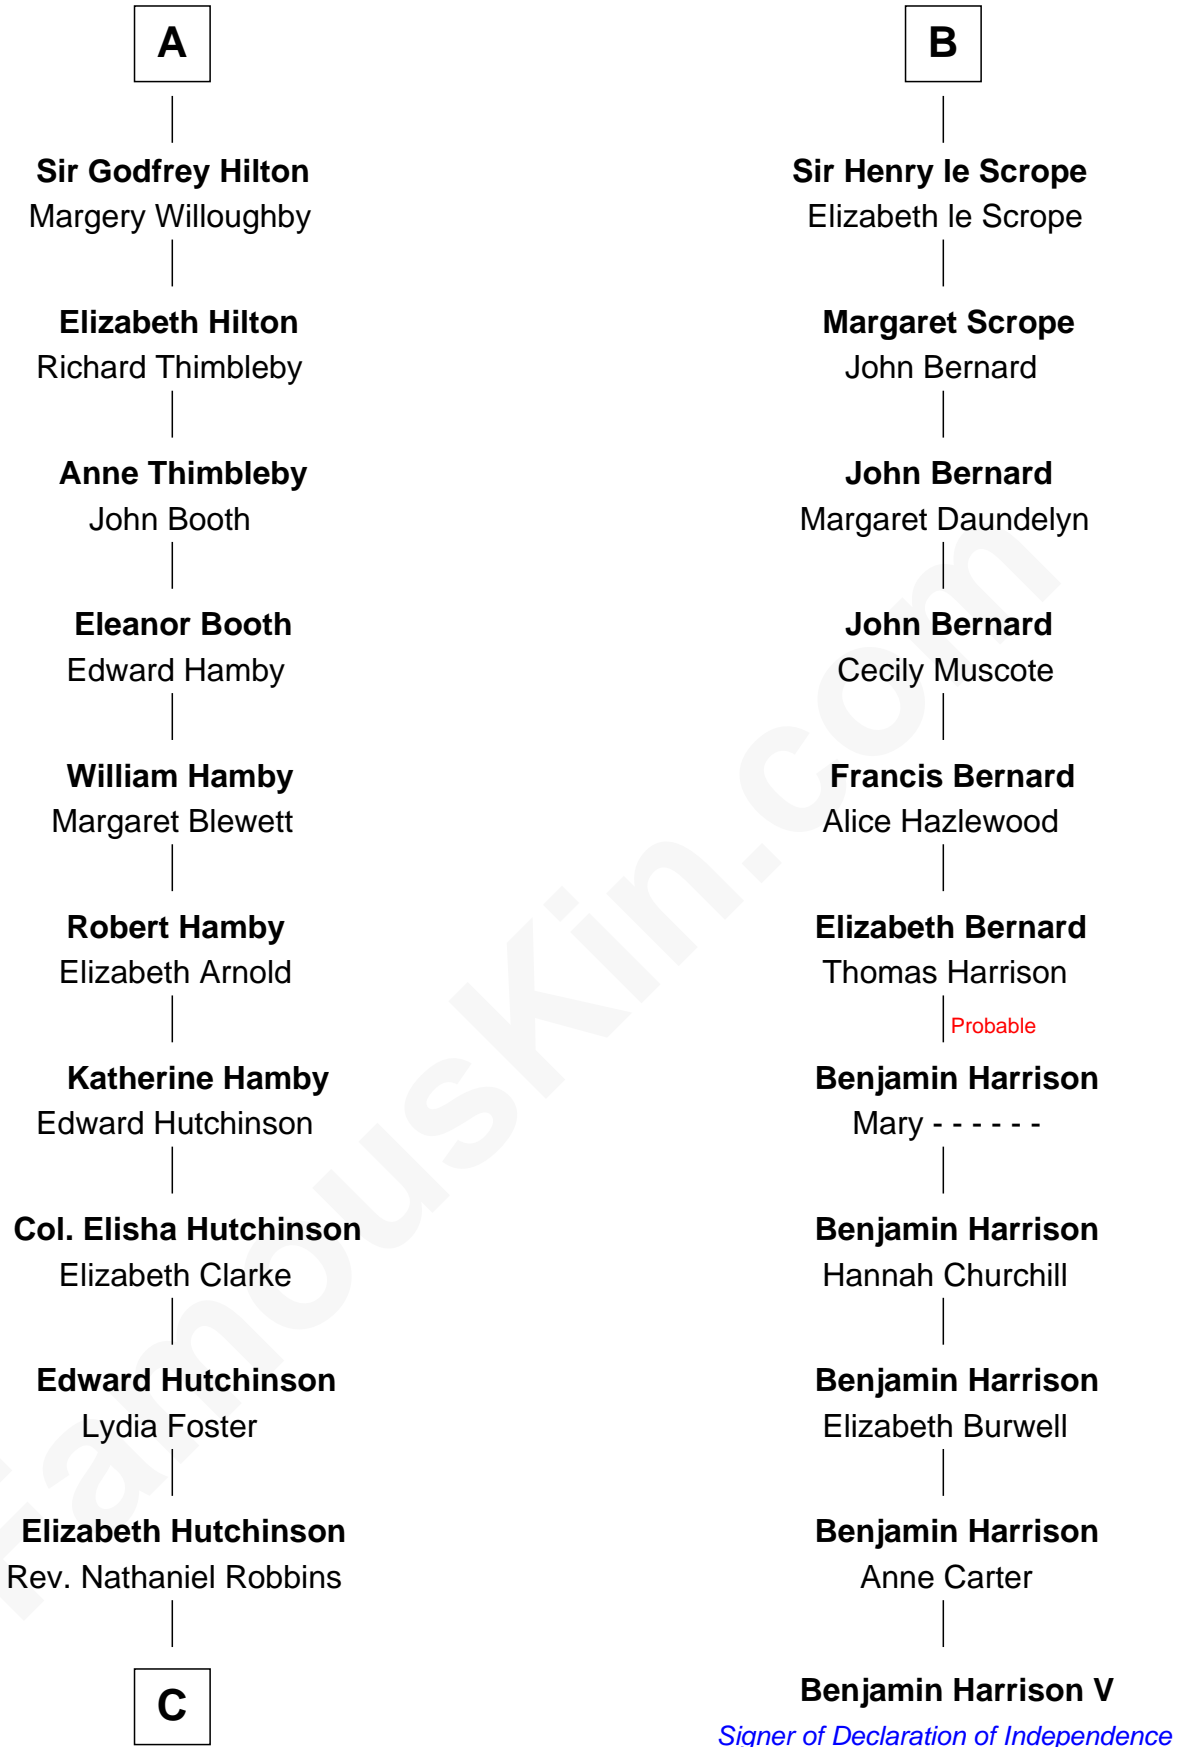 A
Sir Godfrey Hilton
Margery Willoughby
Elizabeth Hilton
Richard Thimbleby
Anne Thimbleby
John Booth
Eleanor Booth
Edward Hamby
William Hamby
Margaret Blewett
Robert Hamby
Elizabeth Arnold
Katherine Hamby
Edward Hutchinson
Col. Elisha Hutchinson
Elizabeth Clarke
Edward Hutchinson
Lydia Foster
Elizabeth Hutchinson
Rev. Nathaniel Robbins
C
B
Sir Henry le Scrope
Elizabeth le Scrope
Margaret Scrope
John Bernard
John Bernard
Margaret Daundelyn
John Bernard
Cecily Muscote
Francis Bernard
Alice Hazlewood
Elizabeth Bernard
Thomas Harrison
Probable
Benjamin Harrison
Mary - - - - - -
Benjamin Harrison
Hannah Churchill
Benjamin Harrison
Elizabeth Burwell
Benjamin Harrison
Anne Carter
Benjamin Harrison V
Signer of Declaration of Independence
FamousKin.com